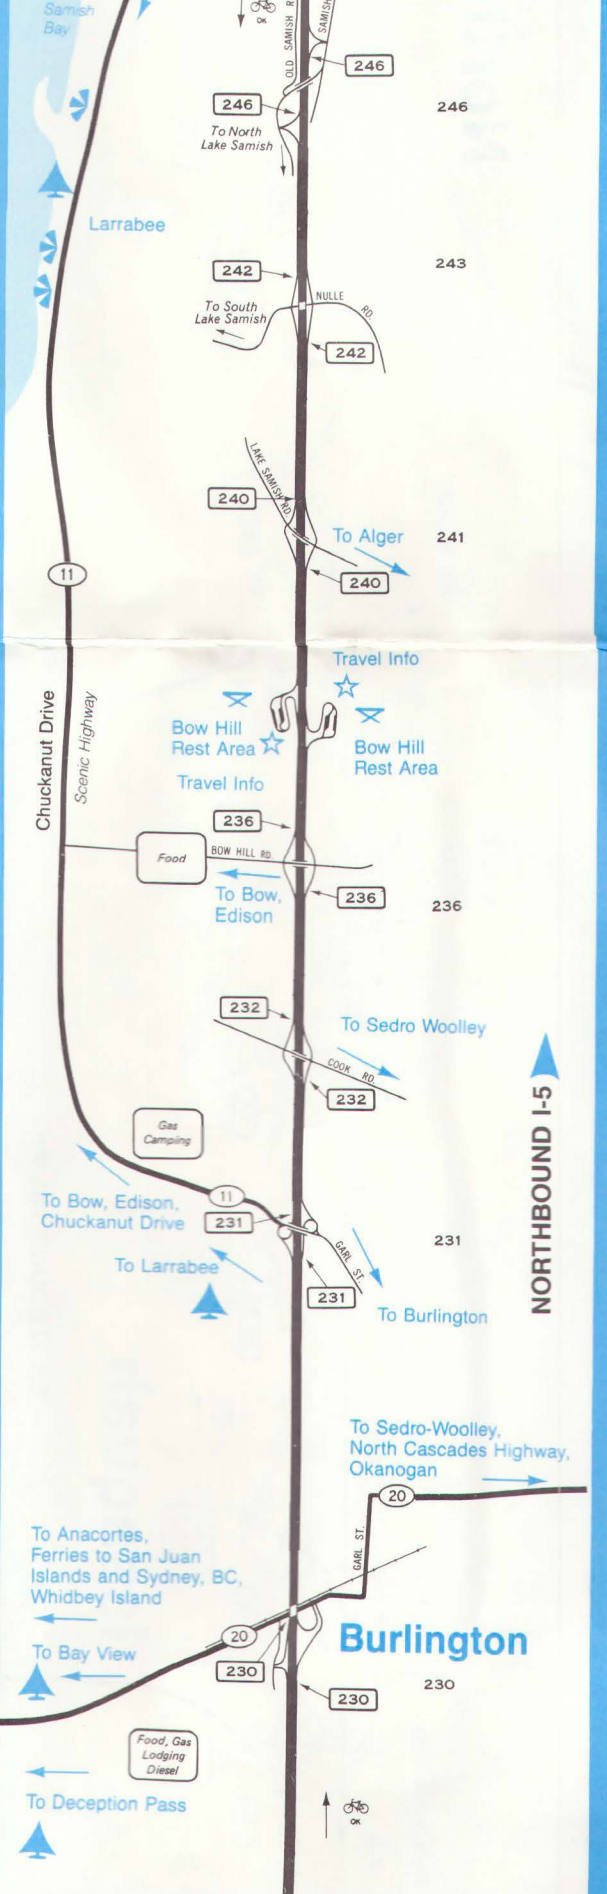 Samish
Bay
OK
OLD SAMISH R
SAMISH
246
246
246
To North
Lake Samish
Larrabee
243
242
NULLE RD.
To South
Lake Samish
242
LAKE SAMISH RD.
240
To Alger
241
240
11
Travel Info
Chuckanut Drive
Scenic Highway
Bow Hill
Rest Area
Bow Hill
Rest Area
Travel Info
236
Food
BOW HILL RD.
To Bow,
Edison
236
236
232
To Sedro Woolley
COOK RD.
232
NORTHBOUND I-5
Gas
Camping
To Bow, Edison,
Chuckanut Drive
11
231
GARL ST.
231
To Larrabee
231
To Burlington
To Sedro-Woolley,
North Cascades Highway,
Okanogan
20
GARL ST.
To Anacortes,
Ferries to San Juan
Islands and Sydney, BC,
Whidbey Island
20
Burlington
To Bay View
230
230
230
Food, Gas
Lodging
Diesel
To Deception Pass
OK